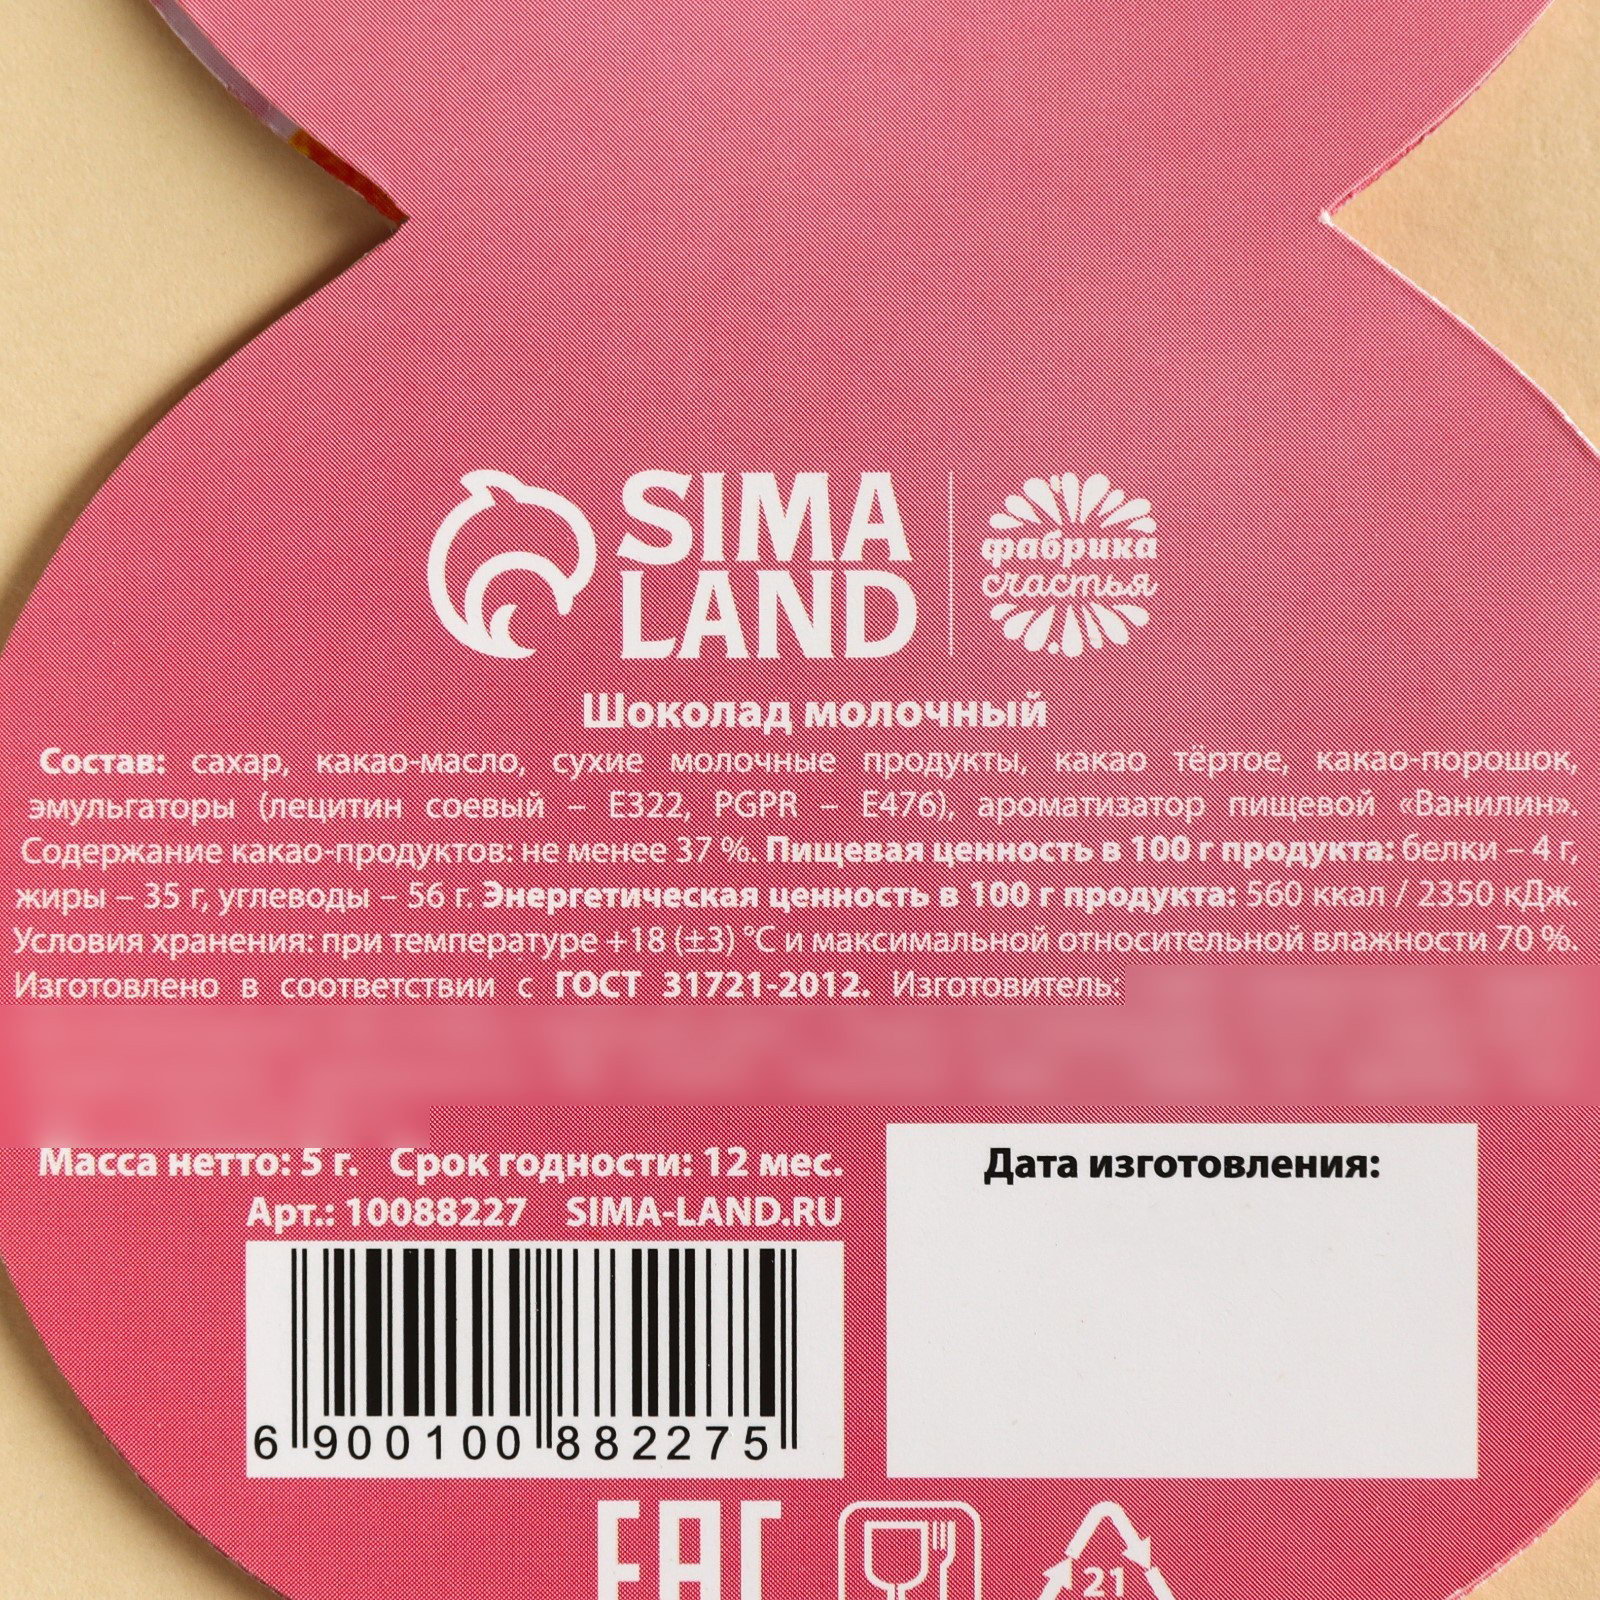 SIMA
LAND
фабрика
счастья
Шоколад молочный
Состав: сахар, какао-масло, сухие молочные продукты, какао тёртое, какао-порошок,
эмульгаторы (лецитин соевый – Е322, PGPR – Е476), ароматизатор пищевой «Ванилин».
Содержание какао-продуктов: не менее 37 %. Пищевая ценность в 100 г продукта: белки – 4 г,
жиры – 35 г, углеводы – 56 г. Энергетическая ценность в 100 г продукта: 560 ккал / 2350 кДж.
Условия хранения: при температуре +18 (±3) °С и максимальной относительной влажности 70 %.
Изготовлено в соответствии с ГОСТ 31721-2012. Изготовитель:
Масса нетто: 5 г. Срок годности: 12 мес.
Арт.: 10088227 SIMA-LAND.RU
Дата изготовления:
6 900100 882275
EAC
21